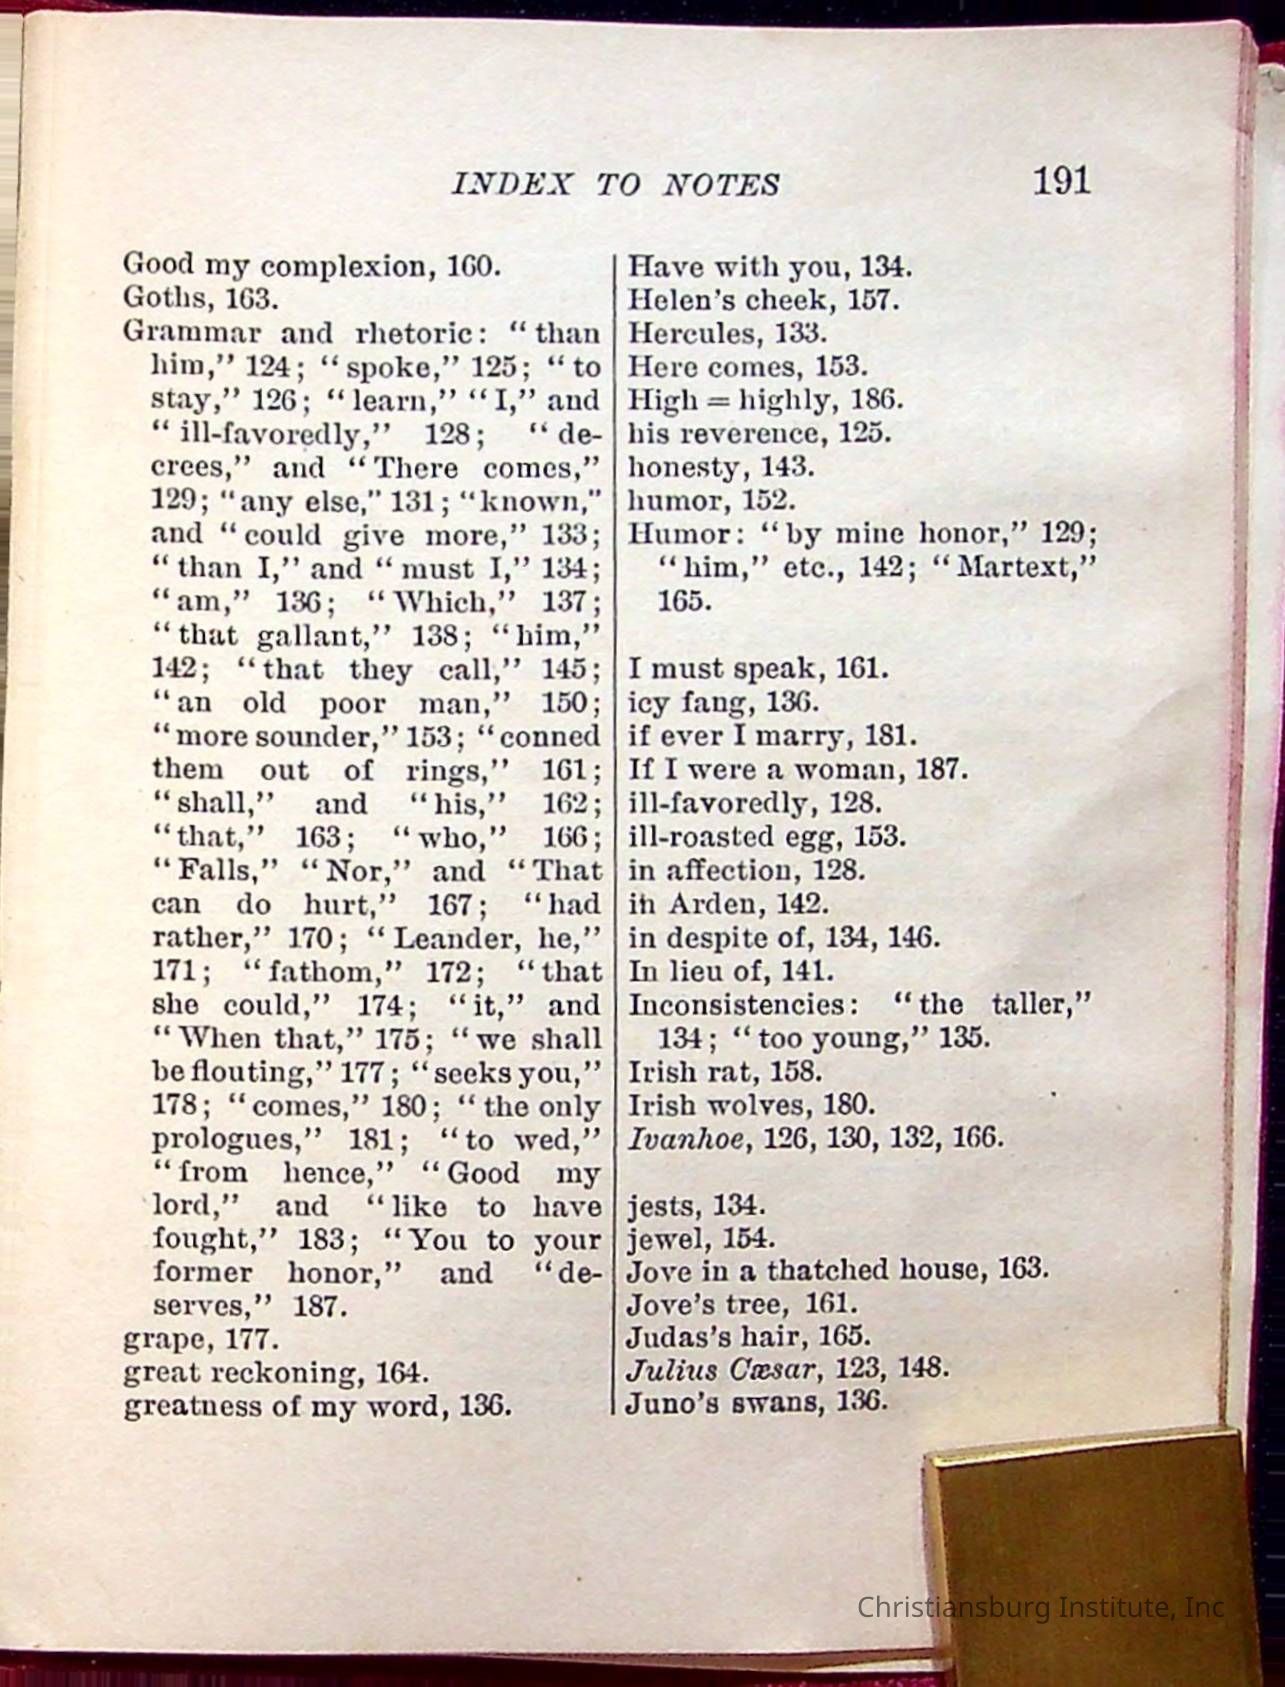 INDEX TO NOTES 191
Good my complexion, 160.
Goths, 163.
Grammar and rhetoric: “than
him,” 124; “spoke,” 125; “to
stay,” 126; “learn,” “I,” and
“ill-favoredly,” 128; “de-
crees,” and “There comes,”
129; “any else,” 131; “known,”
and “could give more,” 133;
“than I,” and “must I,” 134;
“am,” 136; “Which,” 137;
“that gallant,” 138; “him,”
142; “that they call,” 145;
“an old poor man,” 150;
“more sounder,” 153; “conned
them out of rings,” 161;
“shall,” and “his,” 162;
“that,” 163; “who,” 166;
“Falls,” “Nor,” and “That
can do hurt,” 167; “had
rather,” 170; “Leander, he,”
171; “fathom,” 172; “that
she could,” 174; “it,” and
“When that,” 175; “we shall
be flouting,” 177; “seeks you,”
178; “comes,” 180; “the only
prologues,” 181; “to wed,”
“from hence,” “Good my
lord,” and “like to have
fought,” 183; “You to your
former honor,” and “de-
serves,” 187.
grape, 177.
great reckoning, 164.
greatness of my word, 136.
Have with you, 134.
Helen’s cheek, 157.
Hercules, 133.
Here comes, 153.
High = highly, 186.
his reverence, 125.
honesty, 143.
humor, 152.
Humor: “by mine honor,” 129;
“him,” etc., 142; “Martext,”
165.
I must speak, 161.
icy fang, 136.
if ever I marry, 181.
If I were a woman, 187.
ill-favoredly, 128.
ill-roasted egg, 153.
in affection, 128.
in Arden, 142.
in despite of, 134, 146.
In lieu of, 141.
Inconsistencies: “the taller,”
134; “too young,” 135.
Irish rat, 158.
Irish wolves, 180.
Ivanhoe, 126, 130, 132, 166.
jests, 134.
jewel, 154.
Jove in a thatched house, 163.
Jove’s tree, 161.
Judas’s hair, 165.
Julius Cæsar, 123, 148.
Juno’s swans, 136.
Christiansburg Institute, Inc